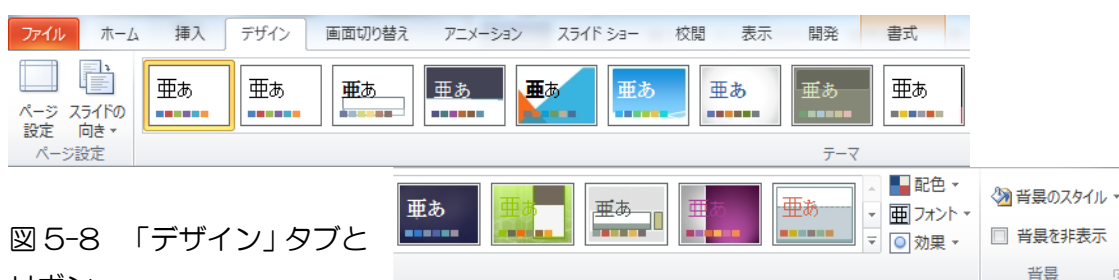 ファイル ホーム 挿入 デザイン 画面切り替え アニメーション スライド ショー 校閲 表示 開発 書式
亜あ 亜あ 亜あ 亜あ 亜あ 亜あ 亜あ 亜あ 亜あ
ページ設定 スライドの向き
ページ設定 テーマ
亜あ 亜あ 亜あ 亜あ 亜あ
配色
フォント
効果
背景のスタイル
背景を非表示
背景
図 5-8 「デザイン」タブと